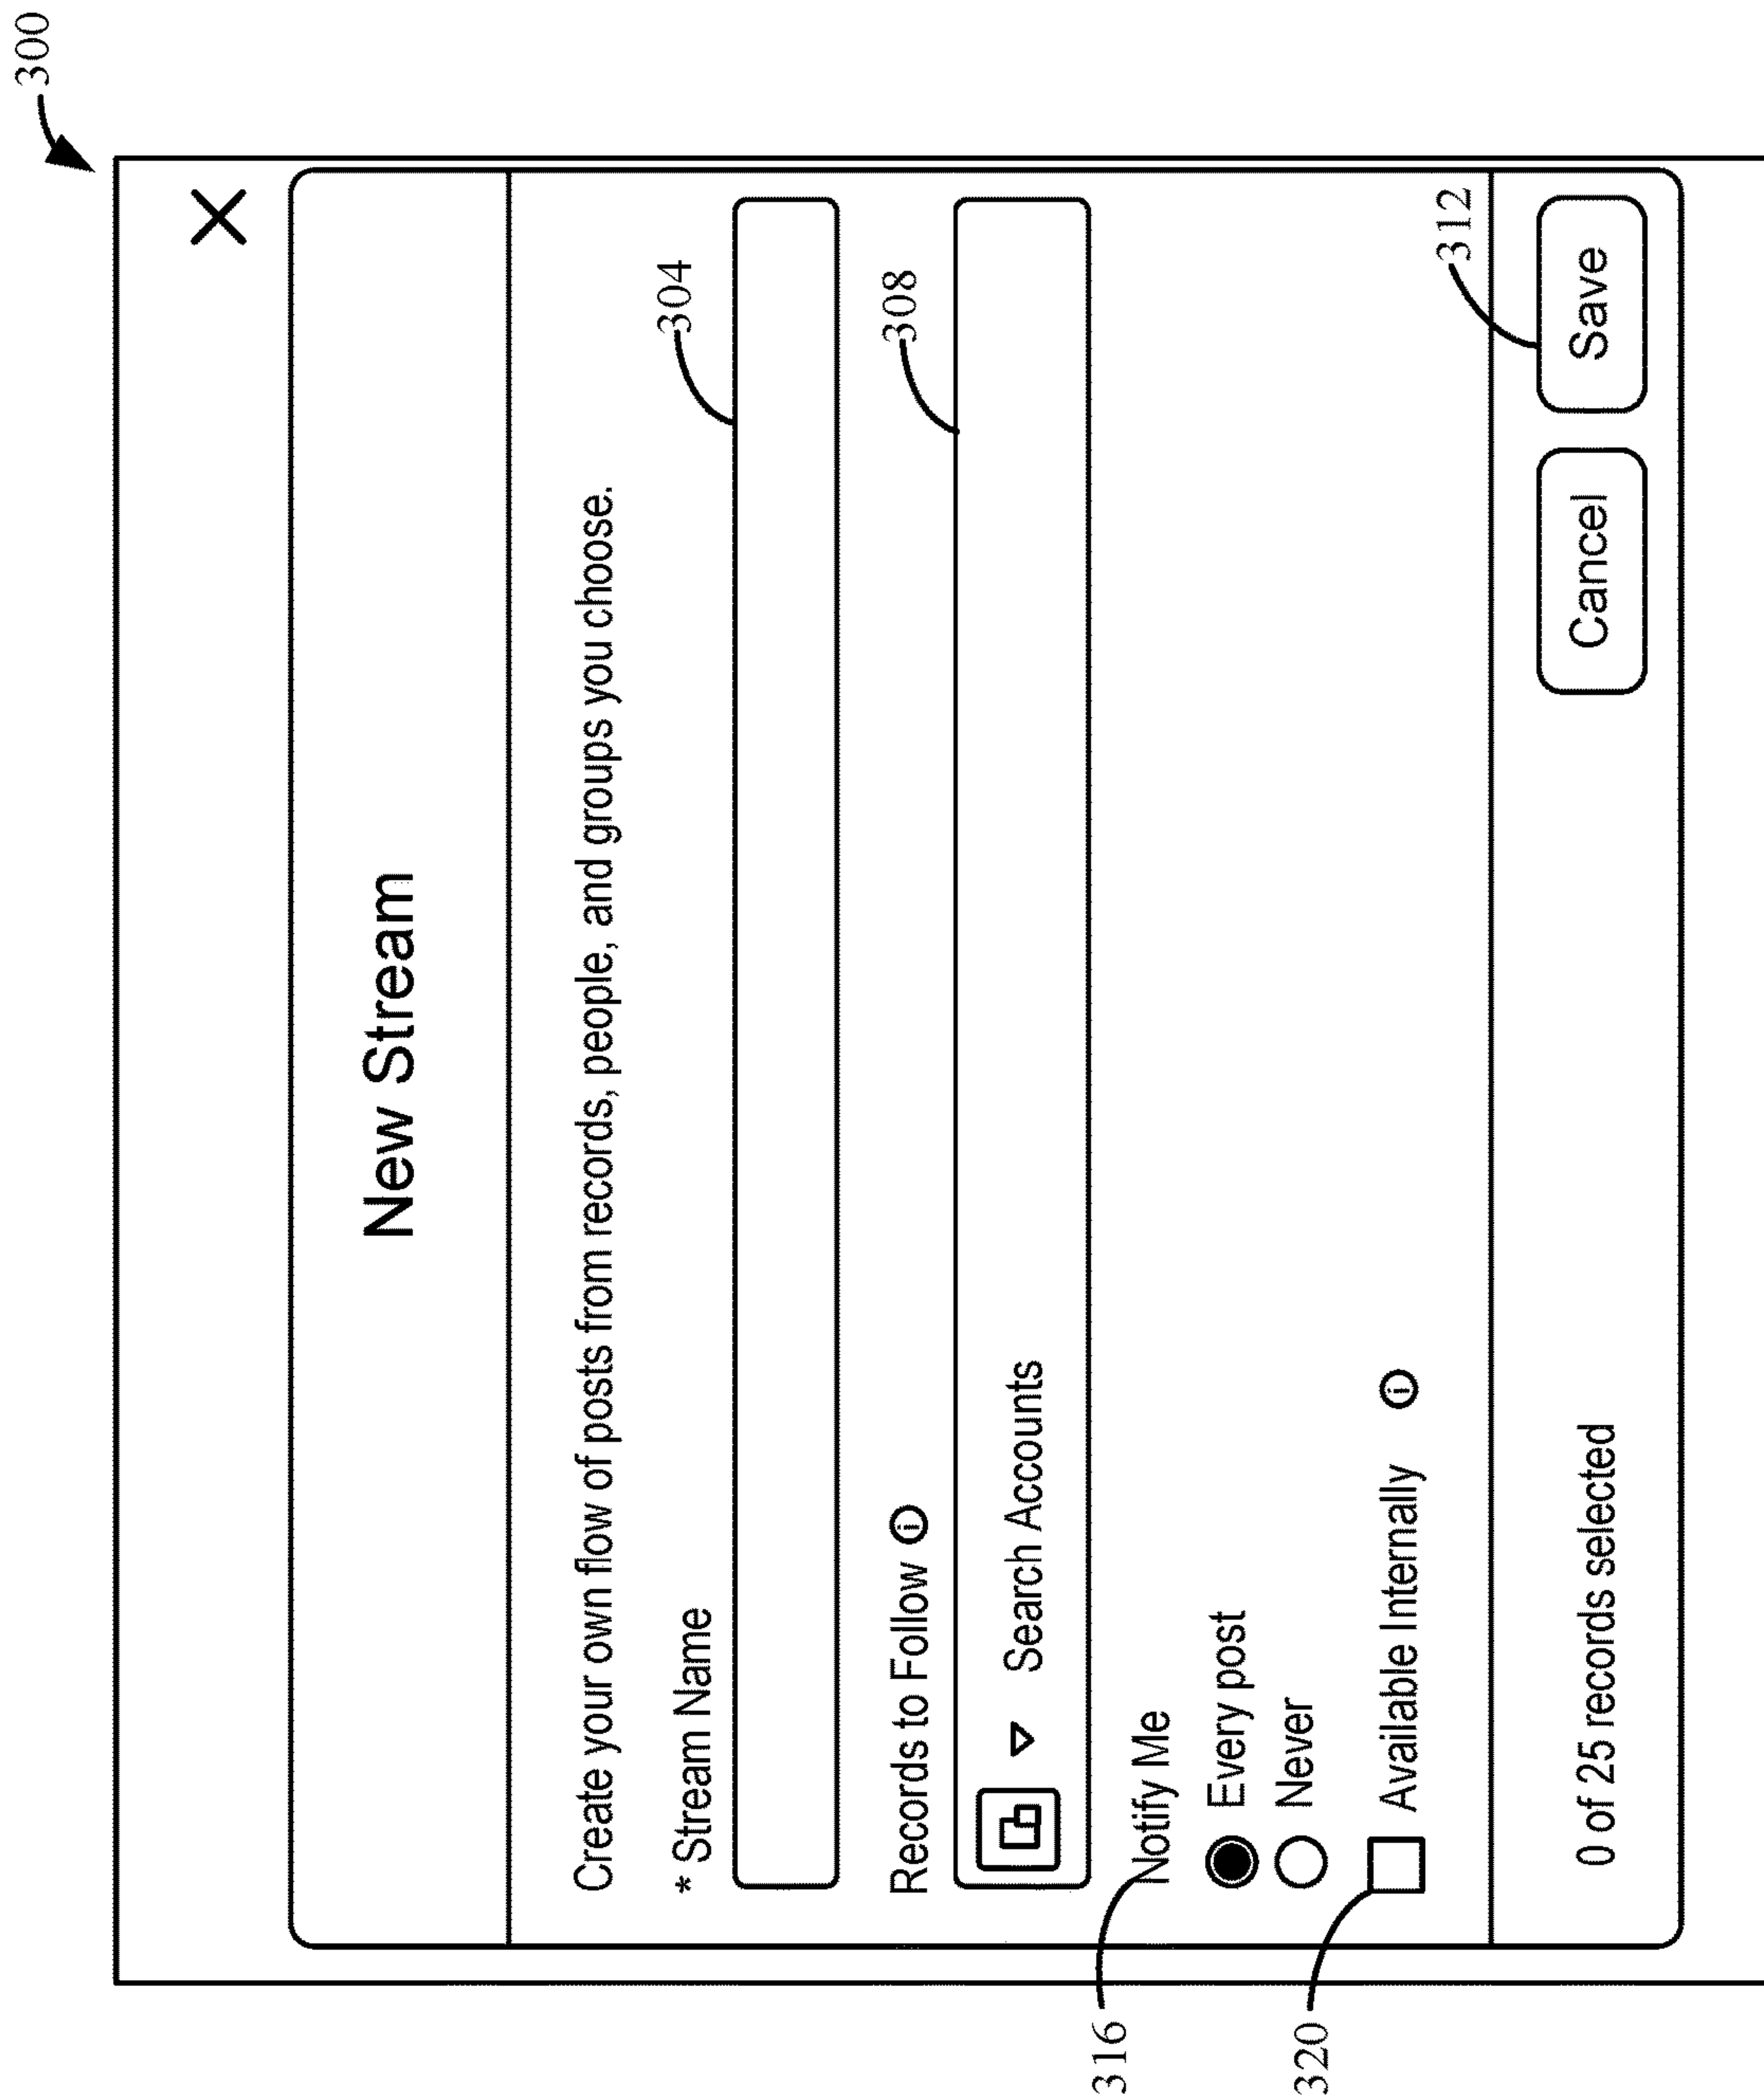 300
New Stream
Create your own flow of posts from records, people, and groups you choose.
* Stream Name
304
Records to Follow
308
Search Accounts
316
Notify Me
Every post
Never
320
Available Internally
312
0 of 25 records selected
Cancel
Save